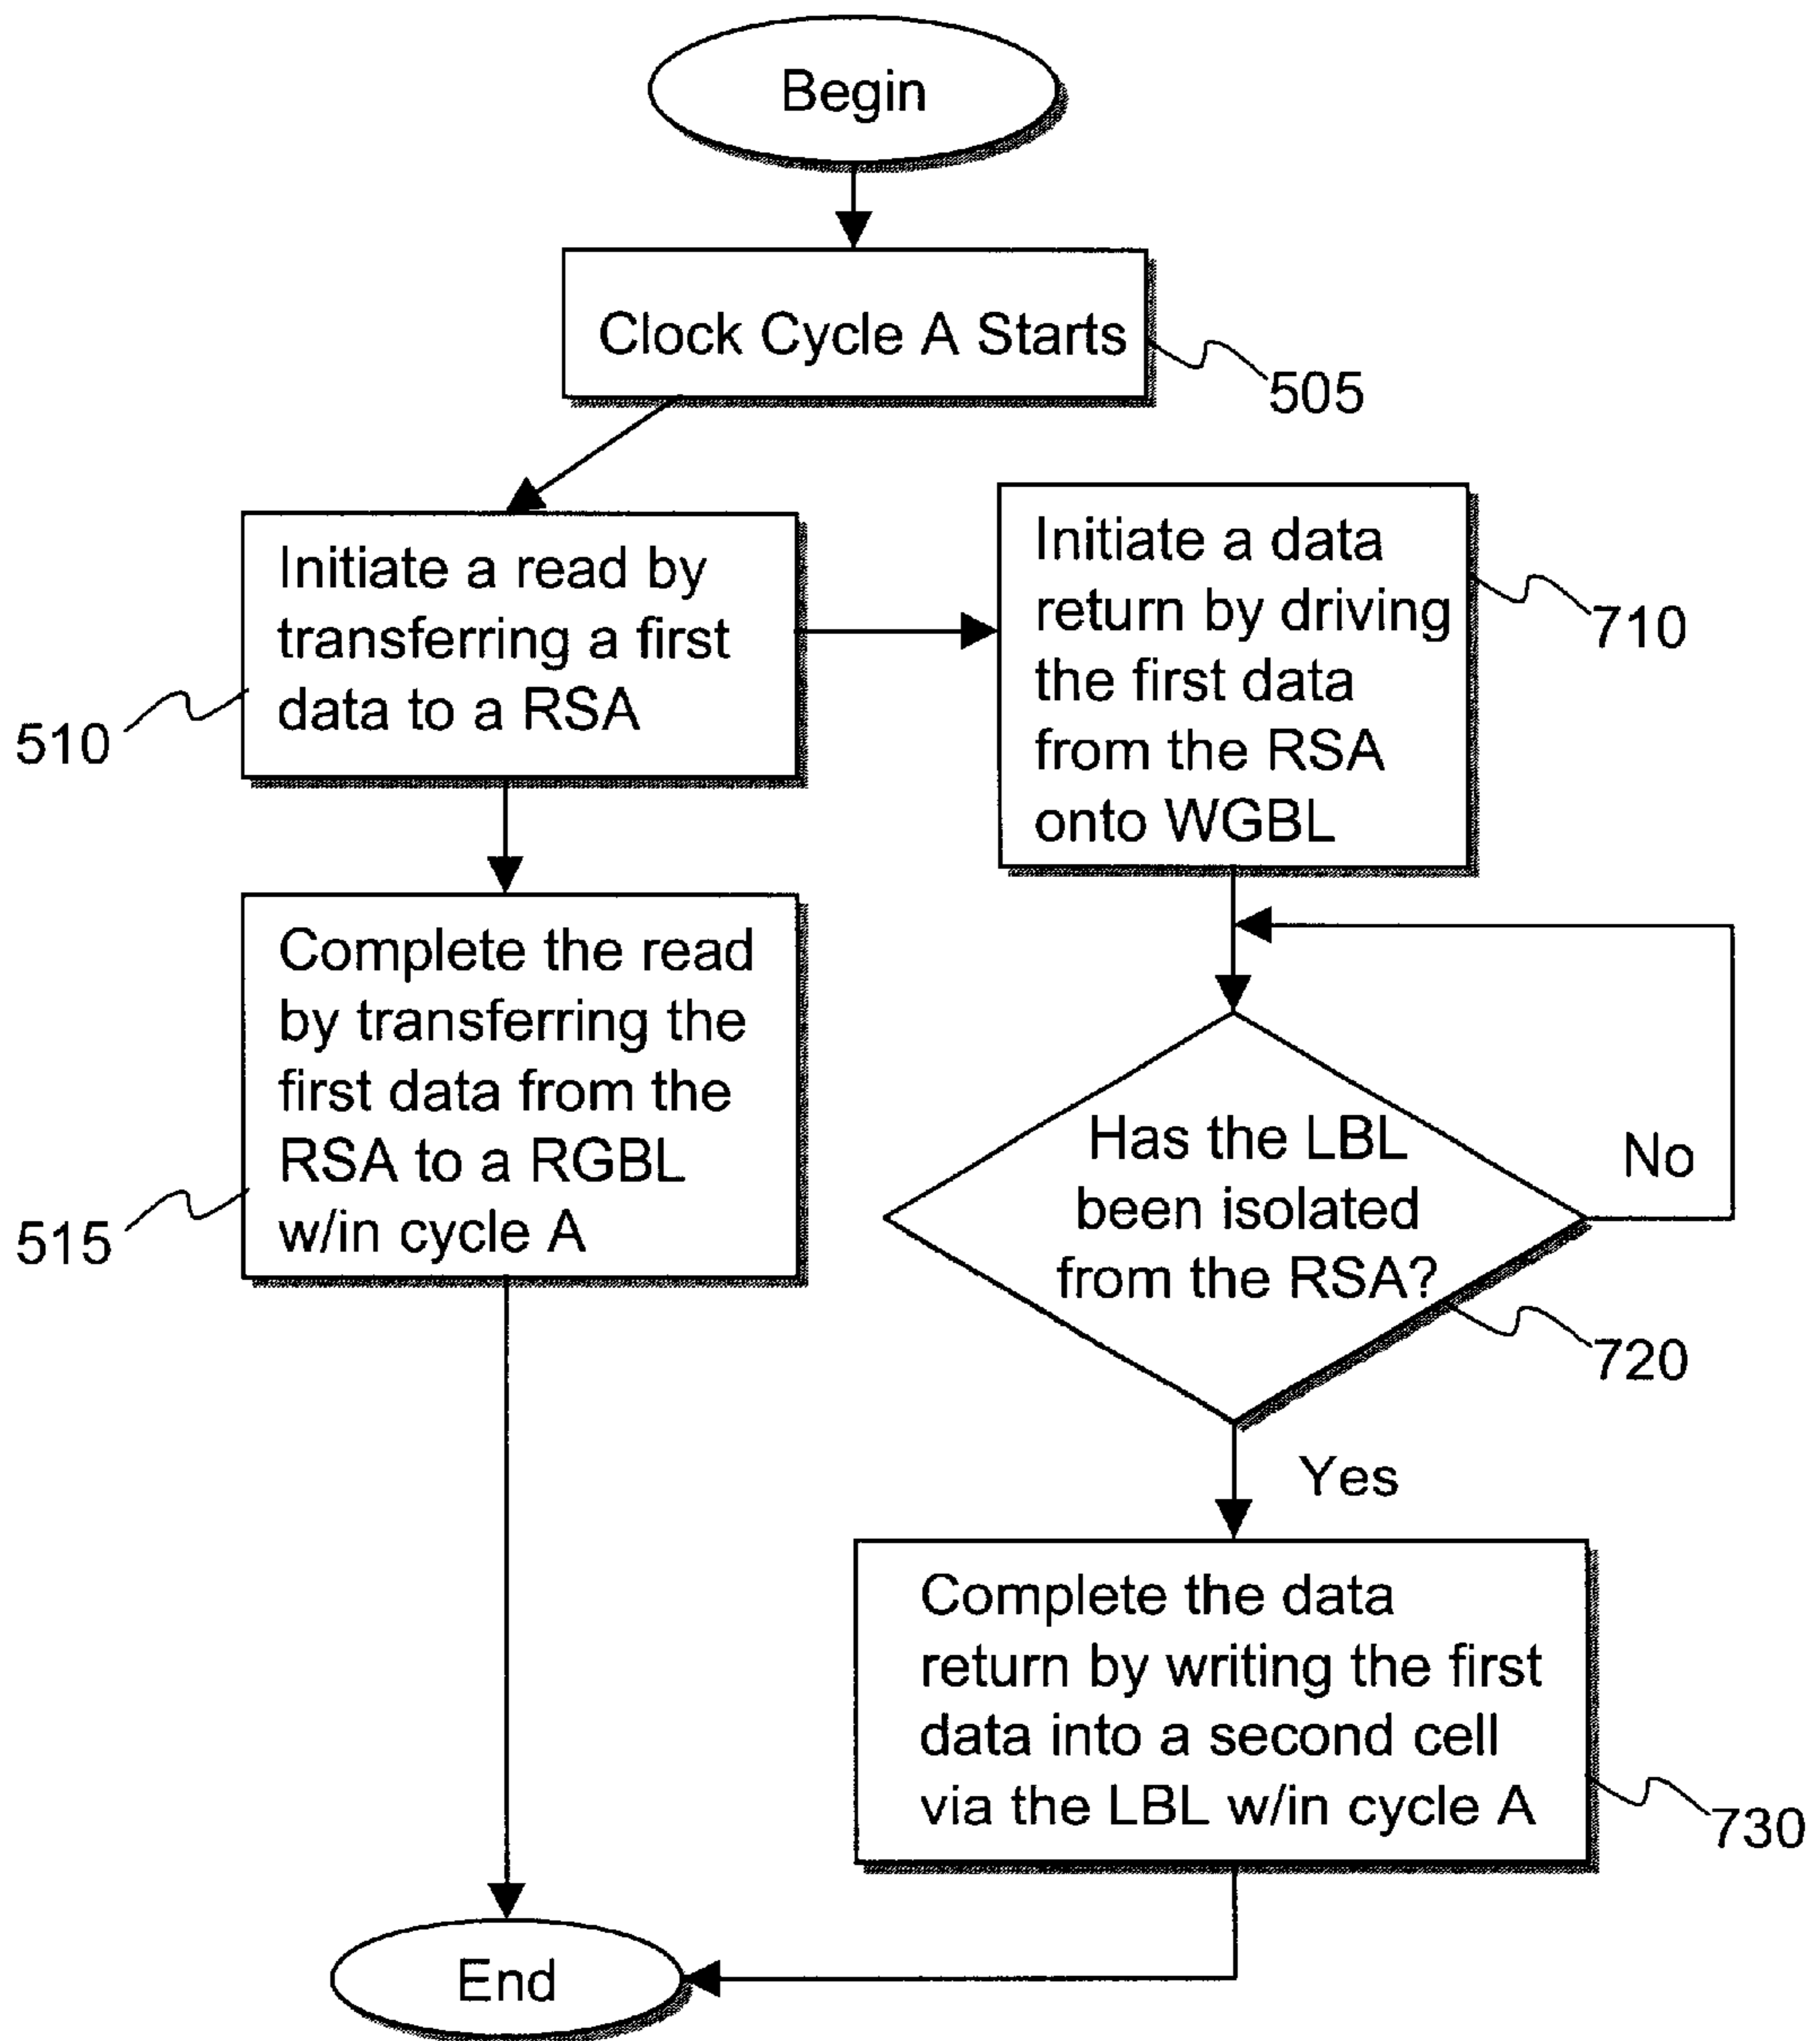 Begin
Clock Cycle A Starts
505
Initiate a read by
transferring a first
data to a RSA
510
Initiate a data
return by driving
the first data
from the RSA
onto WGBL
710
Complete the read
by transferring the
first data from the
RSA to a RGBL
w/in cycle A
515
Has the LBL
been isolated
from the RSA?
No
720
Yes
Complete the data
return by writing the first
data into a second cell
via the LBL w/in cycle A
730
End